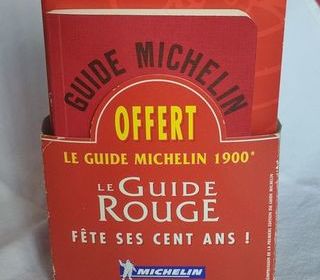 GUIDE MICHELIN
OFFERT
LE GUIDE MICHELIN 1900*
LE GUIDE
ROUGE
FÊTE SES CENT ANS !
MICHELIN